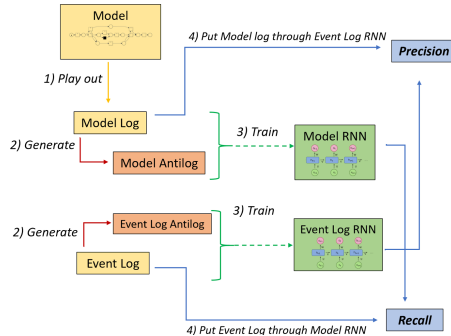 Model
4) Put Model log through Event Log RNN
Precision
1) Play out
Model Log
3) Train
Model RNN
2) Generate
Model Antilog
Event Log Antilog
3) Train
Event Log RNN
2) Generate
Event Log
Recall
4) Put Event Log through Model RNN